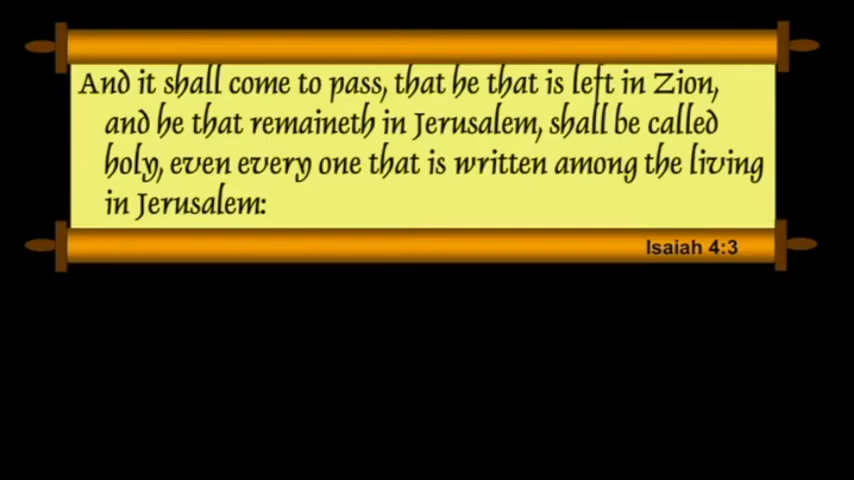 And it shall come to pass, that he that is left in Zion,
and he that remaineth in Jerusalem, shall be called
holy, even every one that is written among the living
in Jerusalem:
Isaiah 4:3